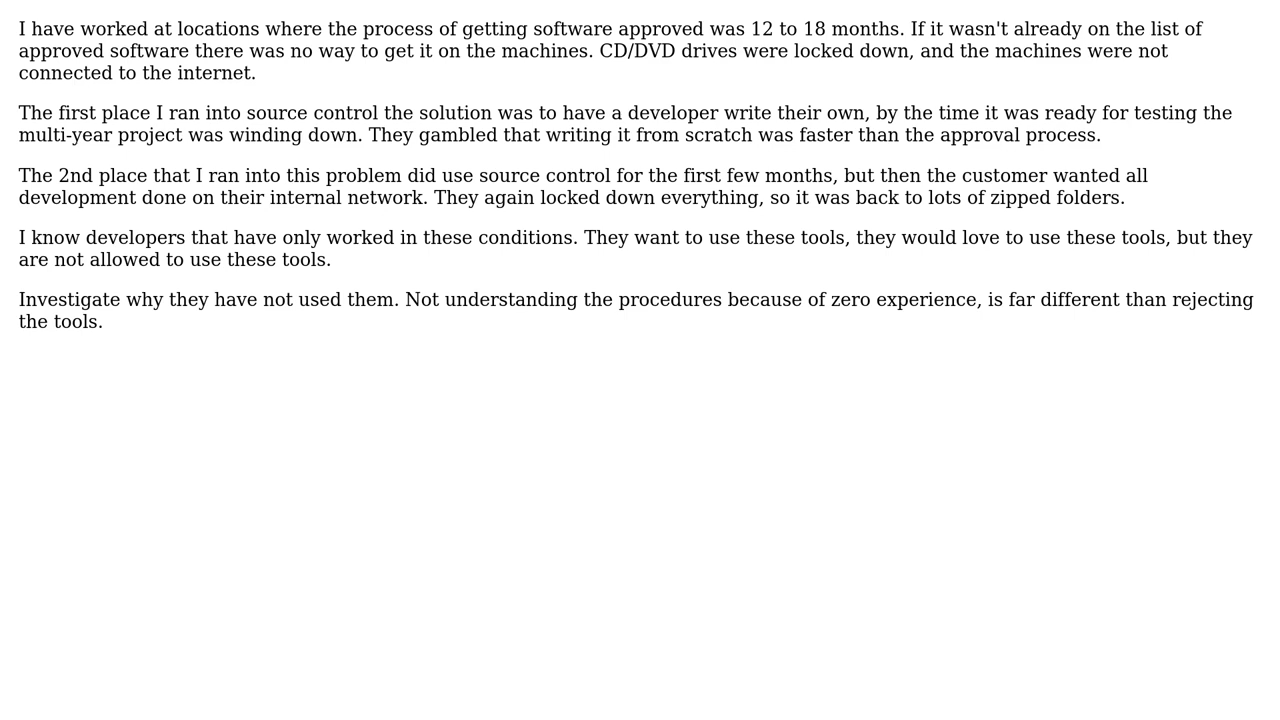 I have worked at locations where the process of getting software approved was 12 to 18 months. If it wasn't already on the list of
approved software there was no way to get it on the machines. CD/DVD drives were locked down, and the machines were not
connected to the internet.
The first place I ran into source control the solution was to have a developer write their own, by the time it was ready for testing the
multi-year project was winding down. They gambled that writing it from scratch was faster than the approval process.
The 2nd place that I ran into this problem did use source control for the first few months, but then the customer wanted all
development done on their internal network. They again locked down everything, so it was back to lots of zipped folders.
I know developers that have only worked in these conditions. They want to use these tools, they would love to use these tools, but they
are not allowed to use these tools.
Investigate why they have not used them. Not understanding the procedures because of zero experience, is far different than rejecting
the tools.